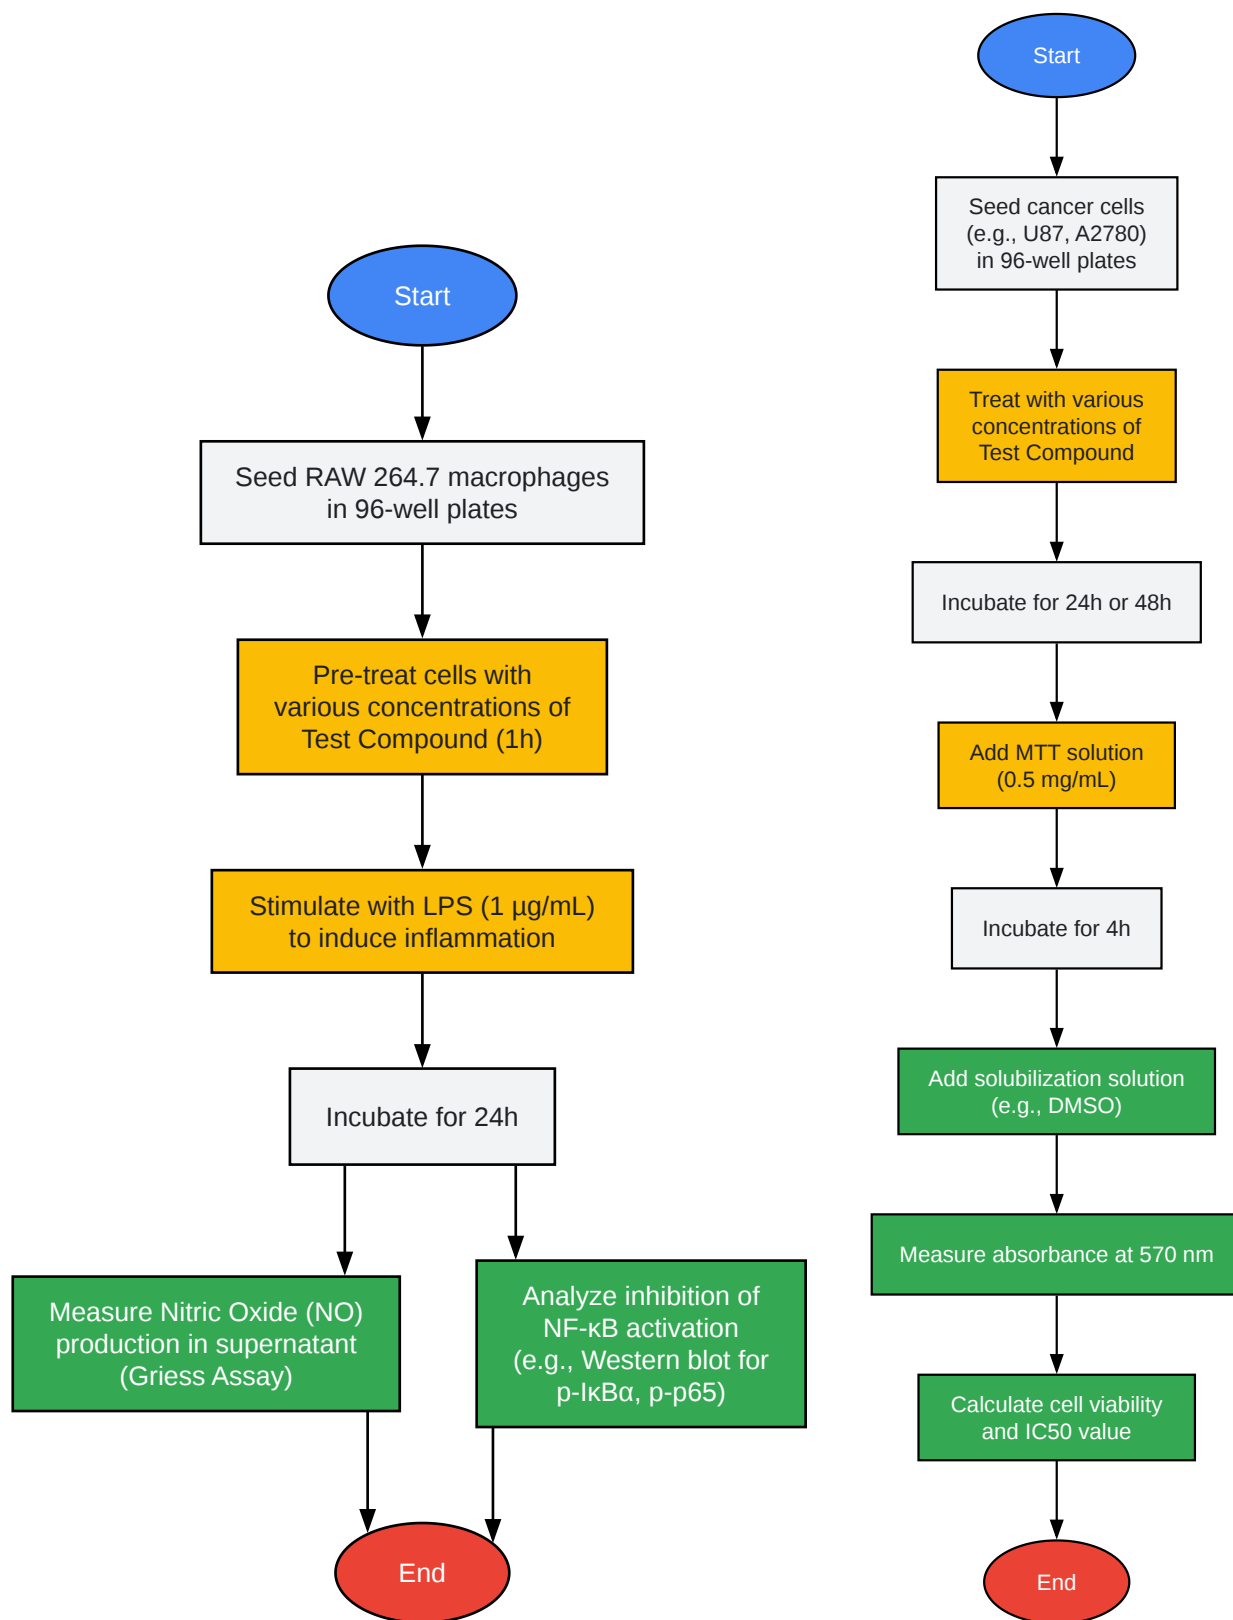 Start
Seed RAW 264.7 macrophages
in 96-well plates
Pre-treat cells with
various concentrations of
Test Compound (1h)
Stimulate with LPS (1 µg/mL)
to induce inflammation
Incubate for 24h
Measure Nitric Oxide (NO)
production in supernatant
(Griess Assay)
Analyze inhibition of
NF-κB activation
(e.g., Western blot for
p-IκBα, p-p65)
End
Start
Seed cancer cells
(e.g., U87, A2780)
in 96-well plates
Treat with various
concentrations of
Test Compound
Incubate for 24h or 48h
Add MTT solution
(0.5 mg/mL)
Incubate for 4h
Add solubilization solution
(e.g., DMSO)
Measure absorbance at 570 nm
Calculate cell viability
and IC50 value
End